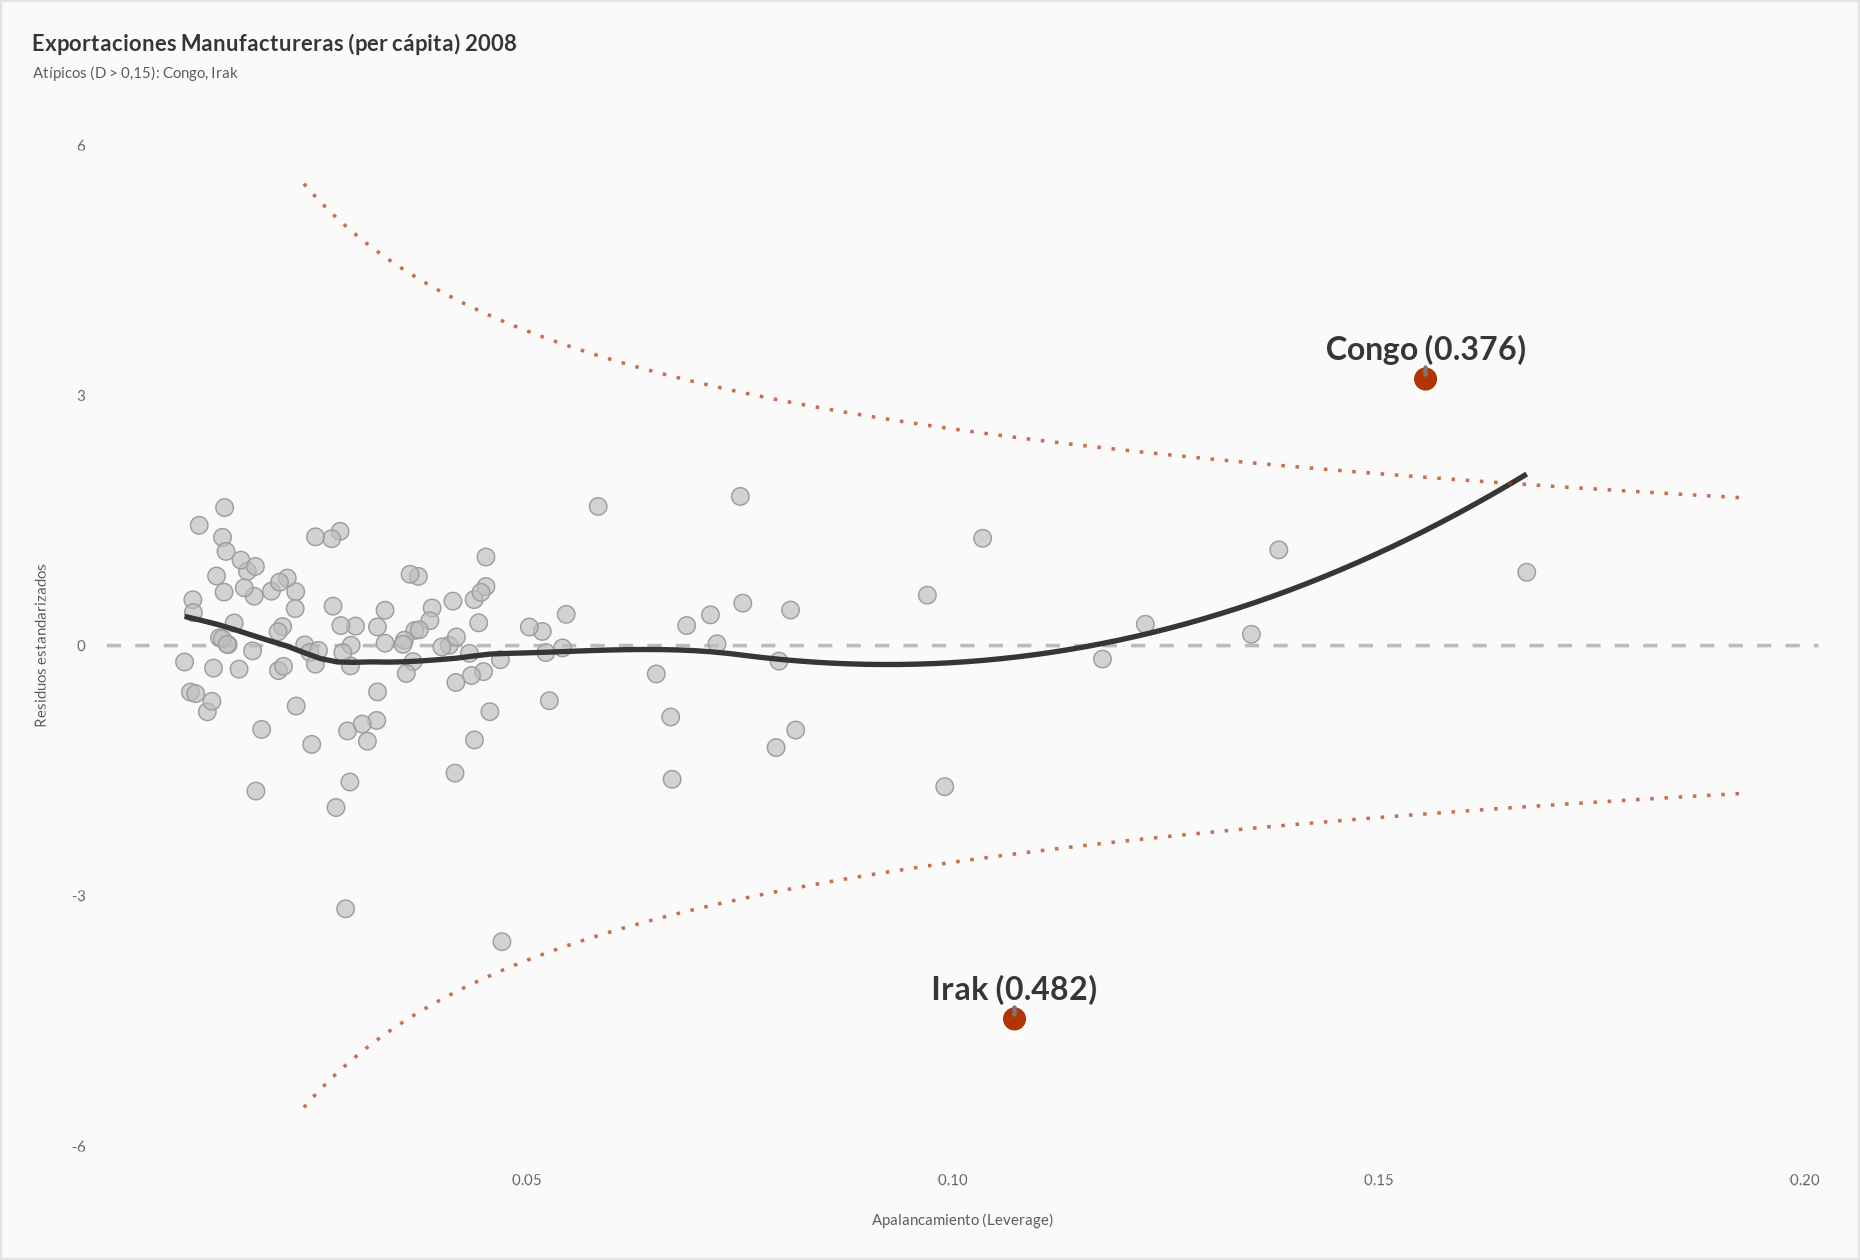 Exportaciones Manufactureras (per cápita) 2008
Atípicos (D > 0,15): Congo, Irak
6
3
0
-3
-6
Residuos estandarizados
Congo (0.376)
Irak (0.482)
0.05
0.10
0.15
0.20
Apalancamiento (Leverage)